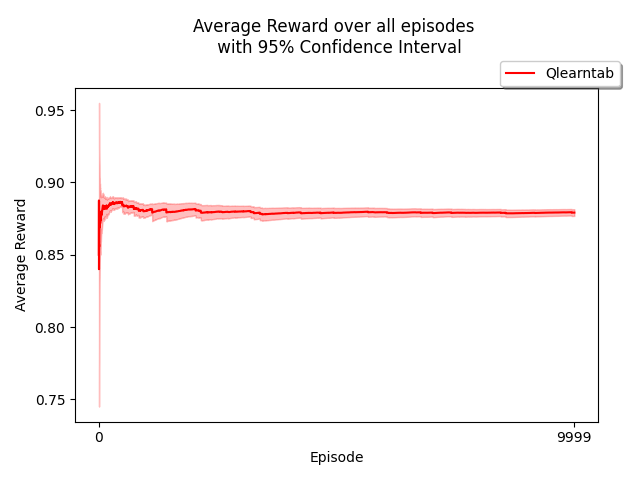 Average Reward over all episodes
with 95% Confidence Interval
Qlearntab
0.95
0.90
0.85
0.80
0.75
Average Reward
0
9999
Episode